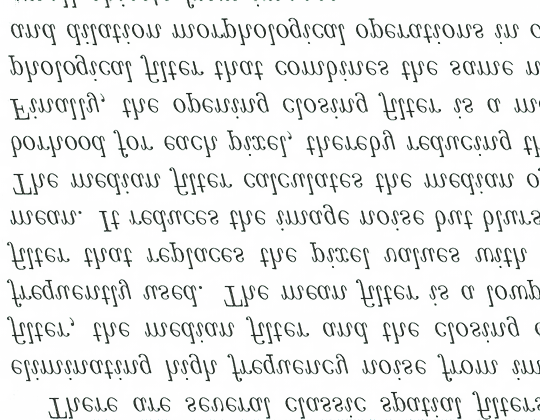 There are several classic spatial filters
eliminating high frequency noise from im
filter, the median filter and the closing
frequently used. The mean filter is a lowp
filter that replaces the pixel values with
mean. It reduces the image noise but blurs
The median filter calculates the median
borhood for each pixel, thereby reducing
Finally, the opening closing filter is a
phological filter that combines the same
and dilation morphological operations in